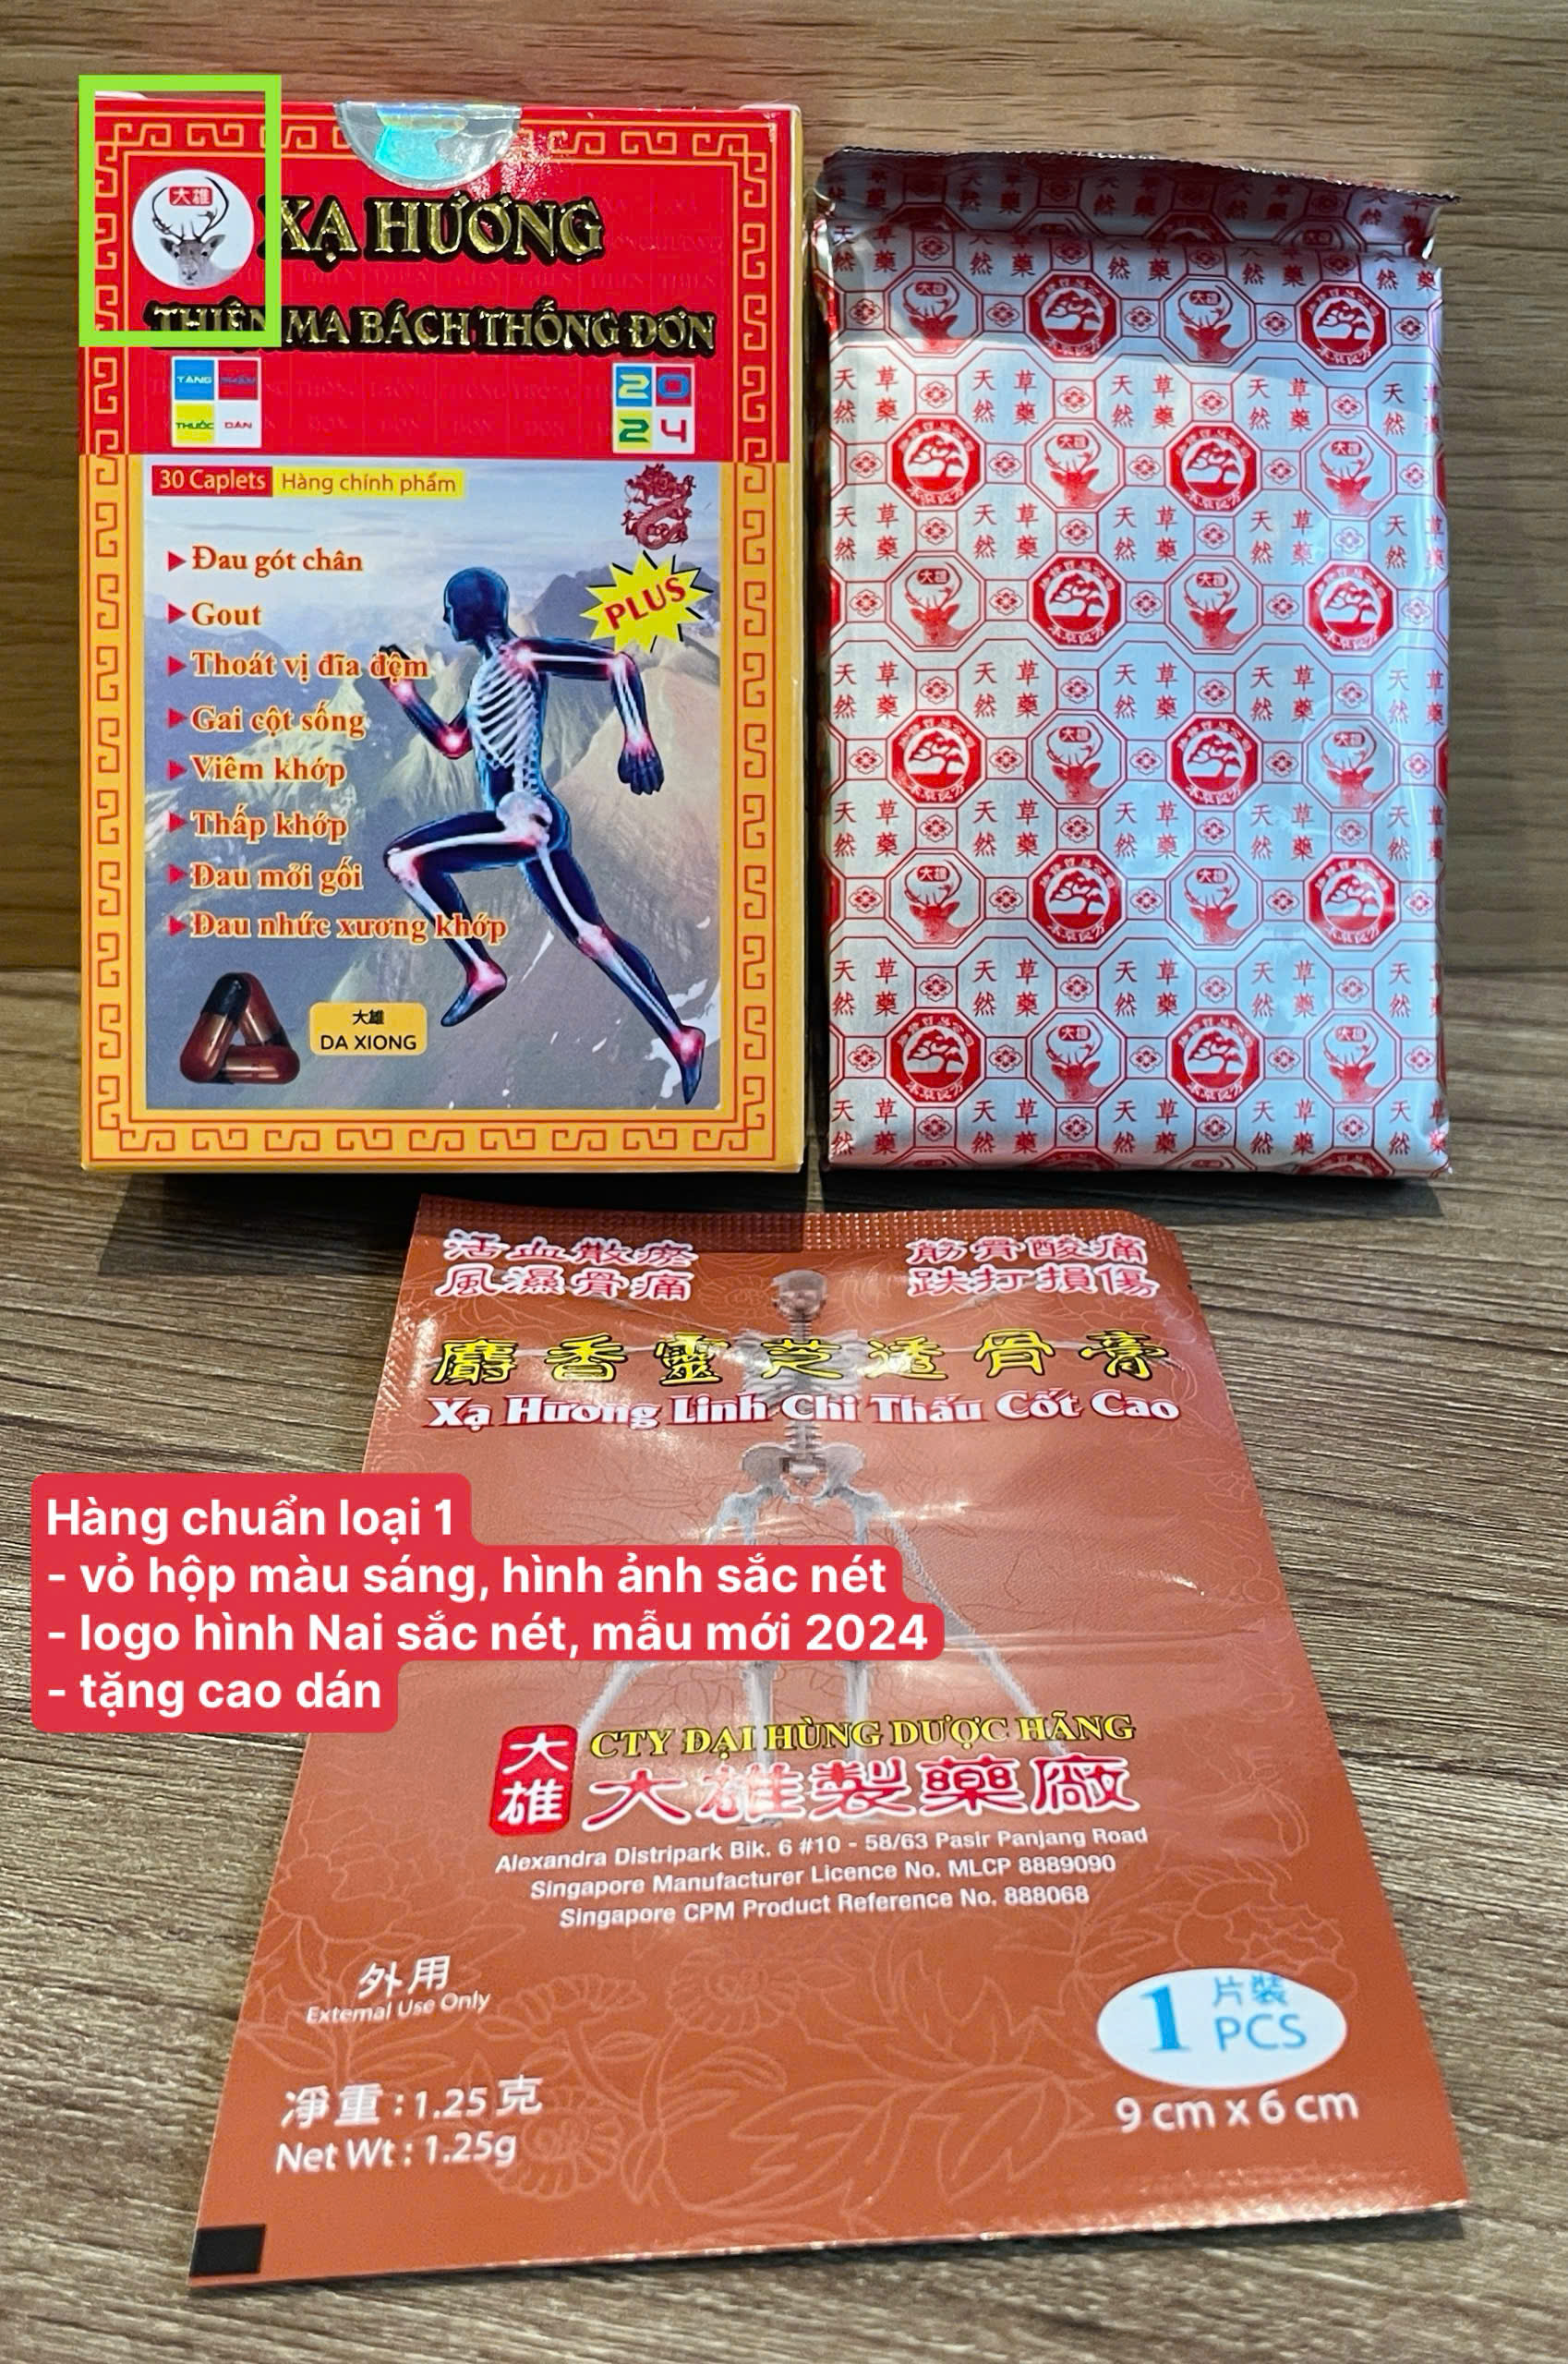 大雄
XẠ HƯƠNG
THIÊN MA BÁCH THỐNG ĐƠN
TẶNG
THUỐC DÁN
20
24
30 Caplets Hàng chính phẩm
Đau gót chân
Gout
PLUS
Thoát vị đĩa đệm
Gai cột sống
Viêm khớp
Thấp khớp
Đau mỏi gối
Đau nhức xương khớp
大雄
DA XIONG
天然 草藥
大雄
活血散瘀 筋骨酸痛
風濕骨痛 跌打損傷
麝香靈芝透骨膏
Xạ Hương Linh Chi Thấu Cốt Cao
Hàng chuẩn loại 1
- vỏ hộp màu sáng, hình ảnh sắc nét
- logo hình Nai sắc nét, mẫu mới 2024
- tặng cao dán
大雄
CTY ĐẠI HÙNG DƯỢC HÃNG
大雄製藥廠
Alexandra Distripark Blk. 6 #10 - 58/63 Pasir Panjang Road
Singapore Manufacturer Licence No. MLCP 8889090
Singapore CPM Product Reference No. 888068
外用
External Use Only
1 片裝
PCS
淨重：1.25克
Net Wt : 1.25g
9 cm x 6 cm